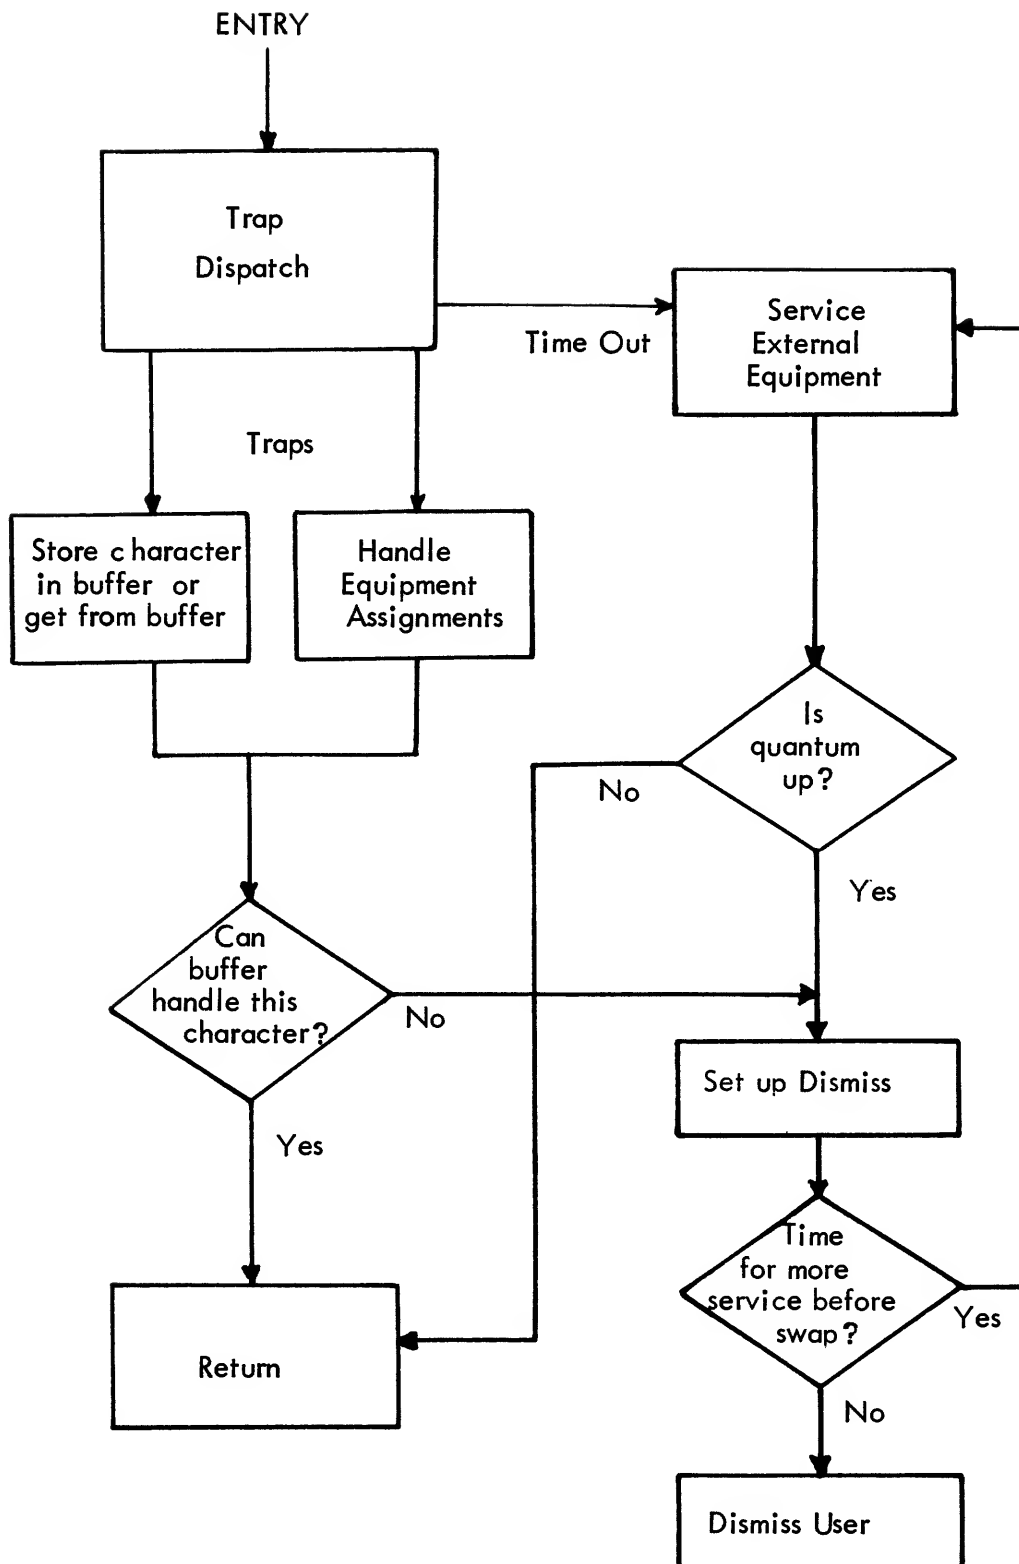 ENTRY
Trap
Dispatch
Time Out
Service
External
Equipment
Traps
Store character
in buffer or
get from buffer
Handle
Equipment
Assignments
Is
quantum
up?
No
Yes
Can
buffer
handle this
character?
No
Yes
Set up Dismiss
Time
for more
service before
swap?
Yes
No
Return
Dismiss User